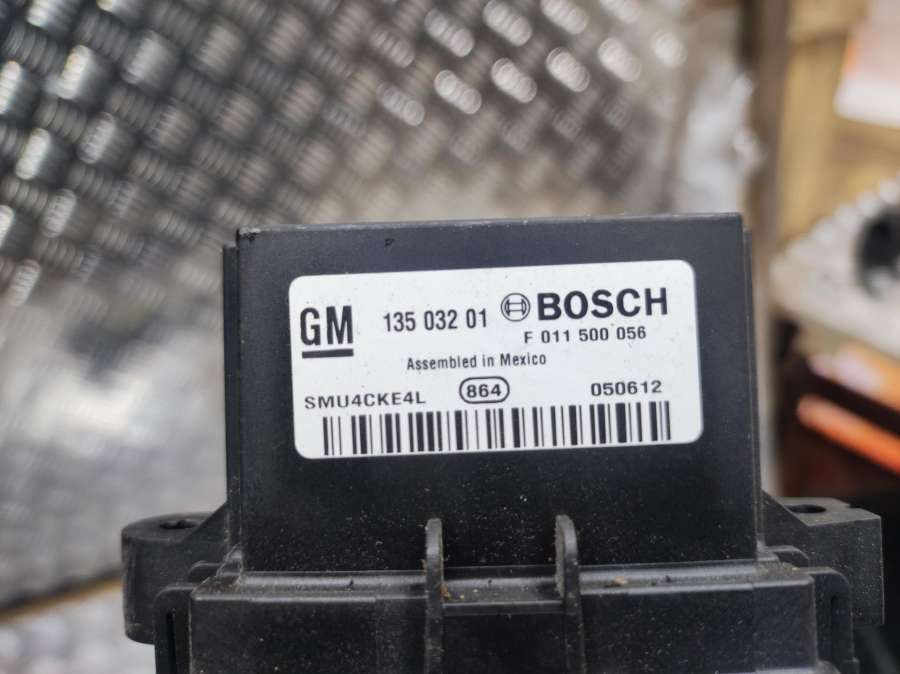 GM 135 032 01 BOSCH
F 011 500 056
Assembled in Mexico
SMU4CKE4L 864 050612